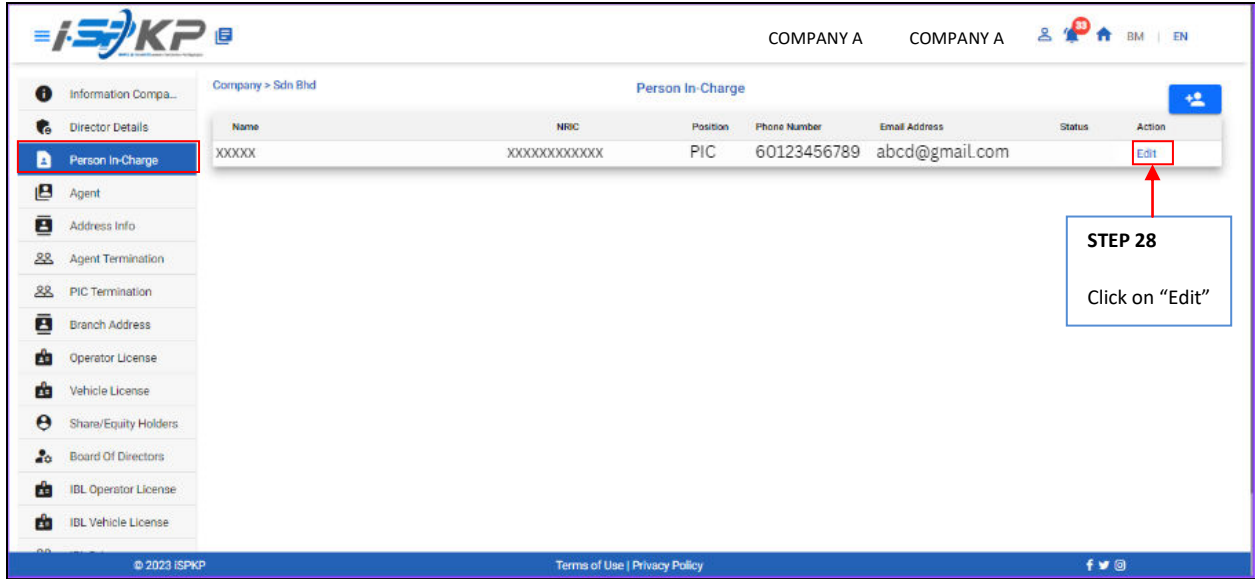 i-SPKP
COMPANY A COMPANY A 33 BM | EN
Company > Sdn Bhd
Person In-Charge
Information Compa...
Director Details
Person In-Charge
Agent
Address Info
Agent Termination
PIC Termination
Branch Address
Operator License
Vehicle License
Share/Equity Holders
Board Of Directors
IBL Operator License
IBL Vehicle License
Name NRIC Position Phone Number Email Address Status Action
XXXXX XXXXXXXXXXXX PIC 60123456789 abcd@gmail.com Edit
STEP 28
Click on “Edit”
© 2023 iSPKP Terms of Use | Privacy Policy